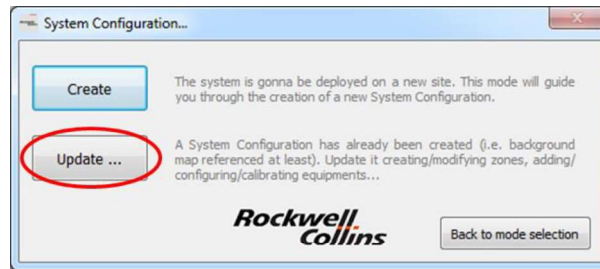 System Configuration...
Create
The system is gonna be deployed on a new site. This mode will guide
you through the creation of a new System Configuration.
Update ...
A System Configuration has already been created (i.e. background
map referenced at least). Update it creating/modifying zones, adding/
configuring/calibrating equipments...
Rockwell
Collins
Back to mode selection